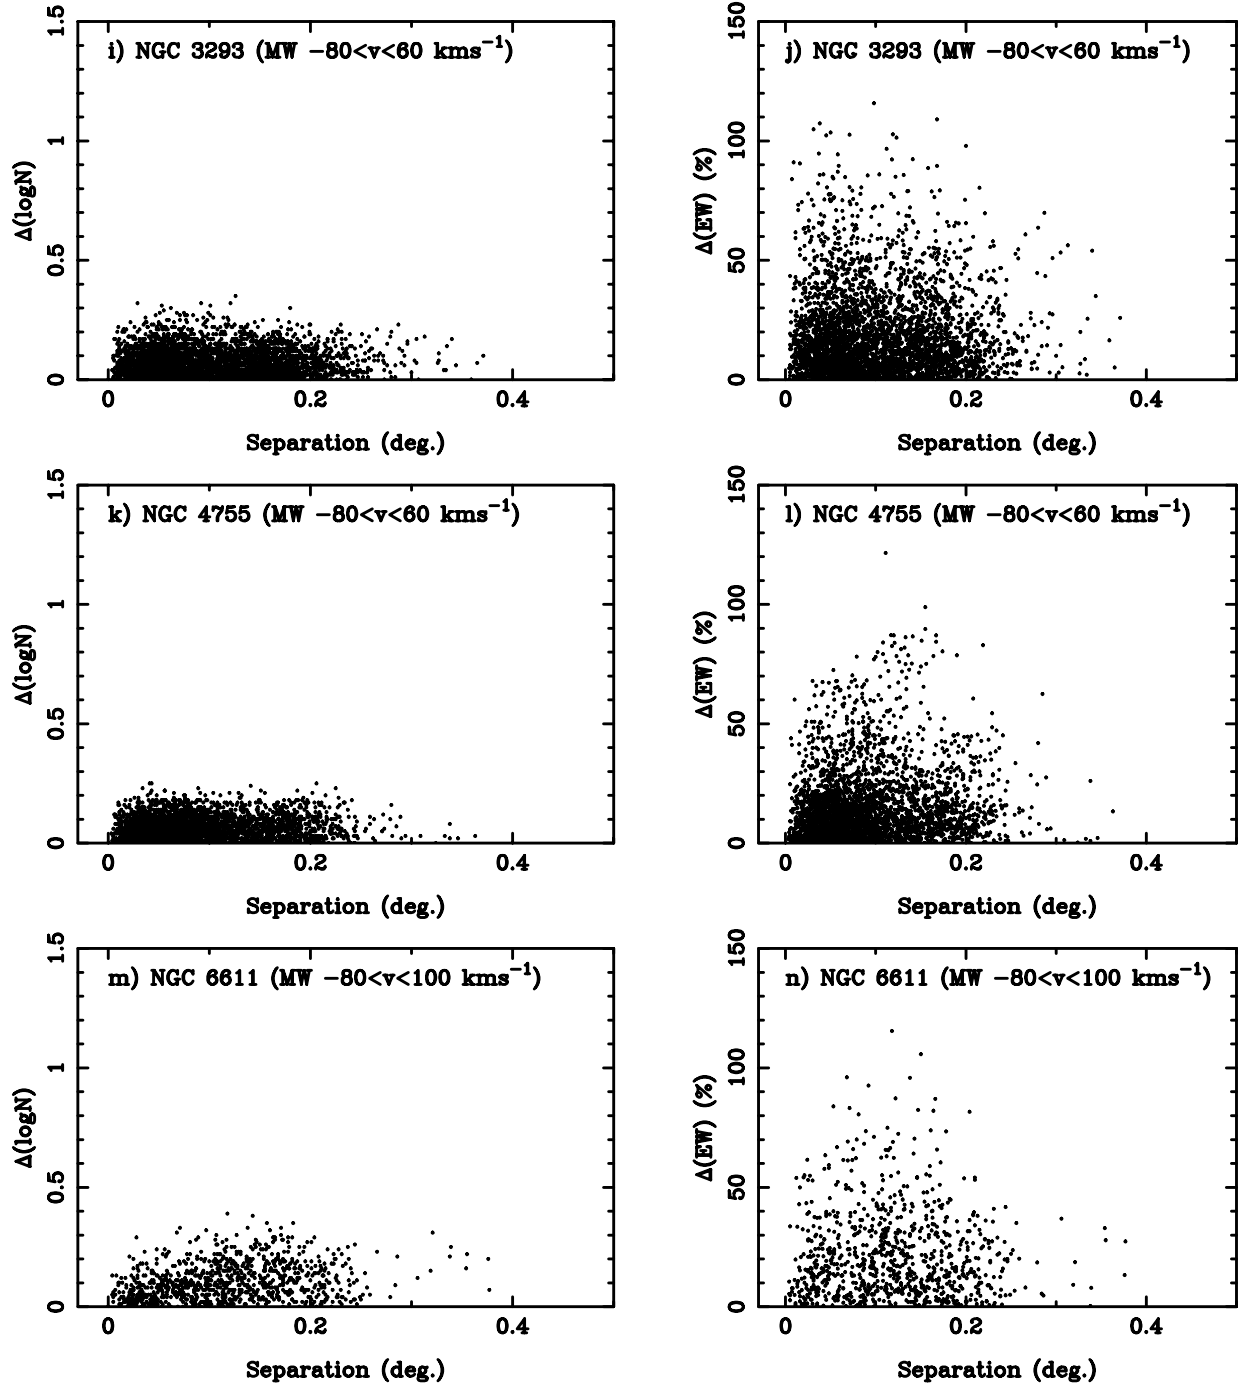 i) NGC 3293 (MW −80<v<60 kms⁻¹)
Δ(logN)
0 0.5 1 1.5
0 0.2 0.4
Separation (deg.)
j) NGC 3293 (MW −80<v<60 kms⁻¹)
Δ(EW) (%)
0 50 100 150
0 0.2 0.4
Separation (deg.)
k) NGC 4755 (MW −80<v<60 kms⁻¹)
Δ(logN)
0 0.5 1 1.5
0 0.2 0.4
Separation (deg.)
l) NGC 4755 (MW −80<v<60 kms⁻¹)
Δ(EW) (%)
0 50 100 150
0 0.2 0.4
Separation (deg.)
m) NGC 6611 (MW −80<v<100 kms⁻¹)
Δ(logN)
0 0.5 1 1.5
0 0.2 0.4
Separation (deg.)
n) NGC 6611 (MW −80<v<100 kms⁻¹)
Δ(EW) (%)
0 50 100 150
0 0.2 0.4
Separation (deg.)